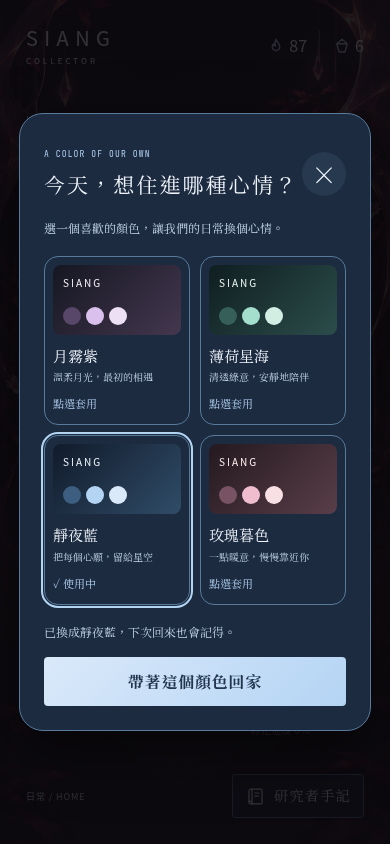 SIANG
COLLECTOR
87
6
A COLOR OF OUR OWN
今天，想住進哪種心情？
選一個喜歡的顏色，讓我們的日常換個心情。
SIANG
月霧紫
溫柔月光，最初的相遇
點選套用
SIANG
薄荷星海
清透綠意，安靜地陪伴
點選套用
SIANG
靜夜藍
把每個心願，留給星空
✓ 使用中
SIANG
玫瑰暮色
一點暖意，慢慢靠近你
點選套用
已換成靜夜藍，下次回來也會記得。
帶著這個顏色回家
日常 / HOME
研究者手記